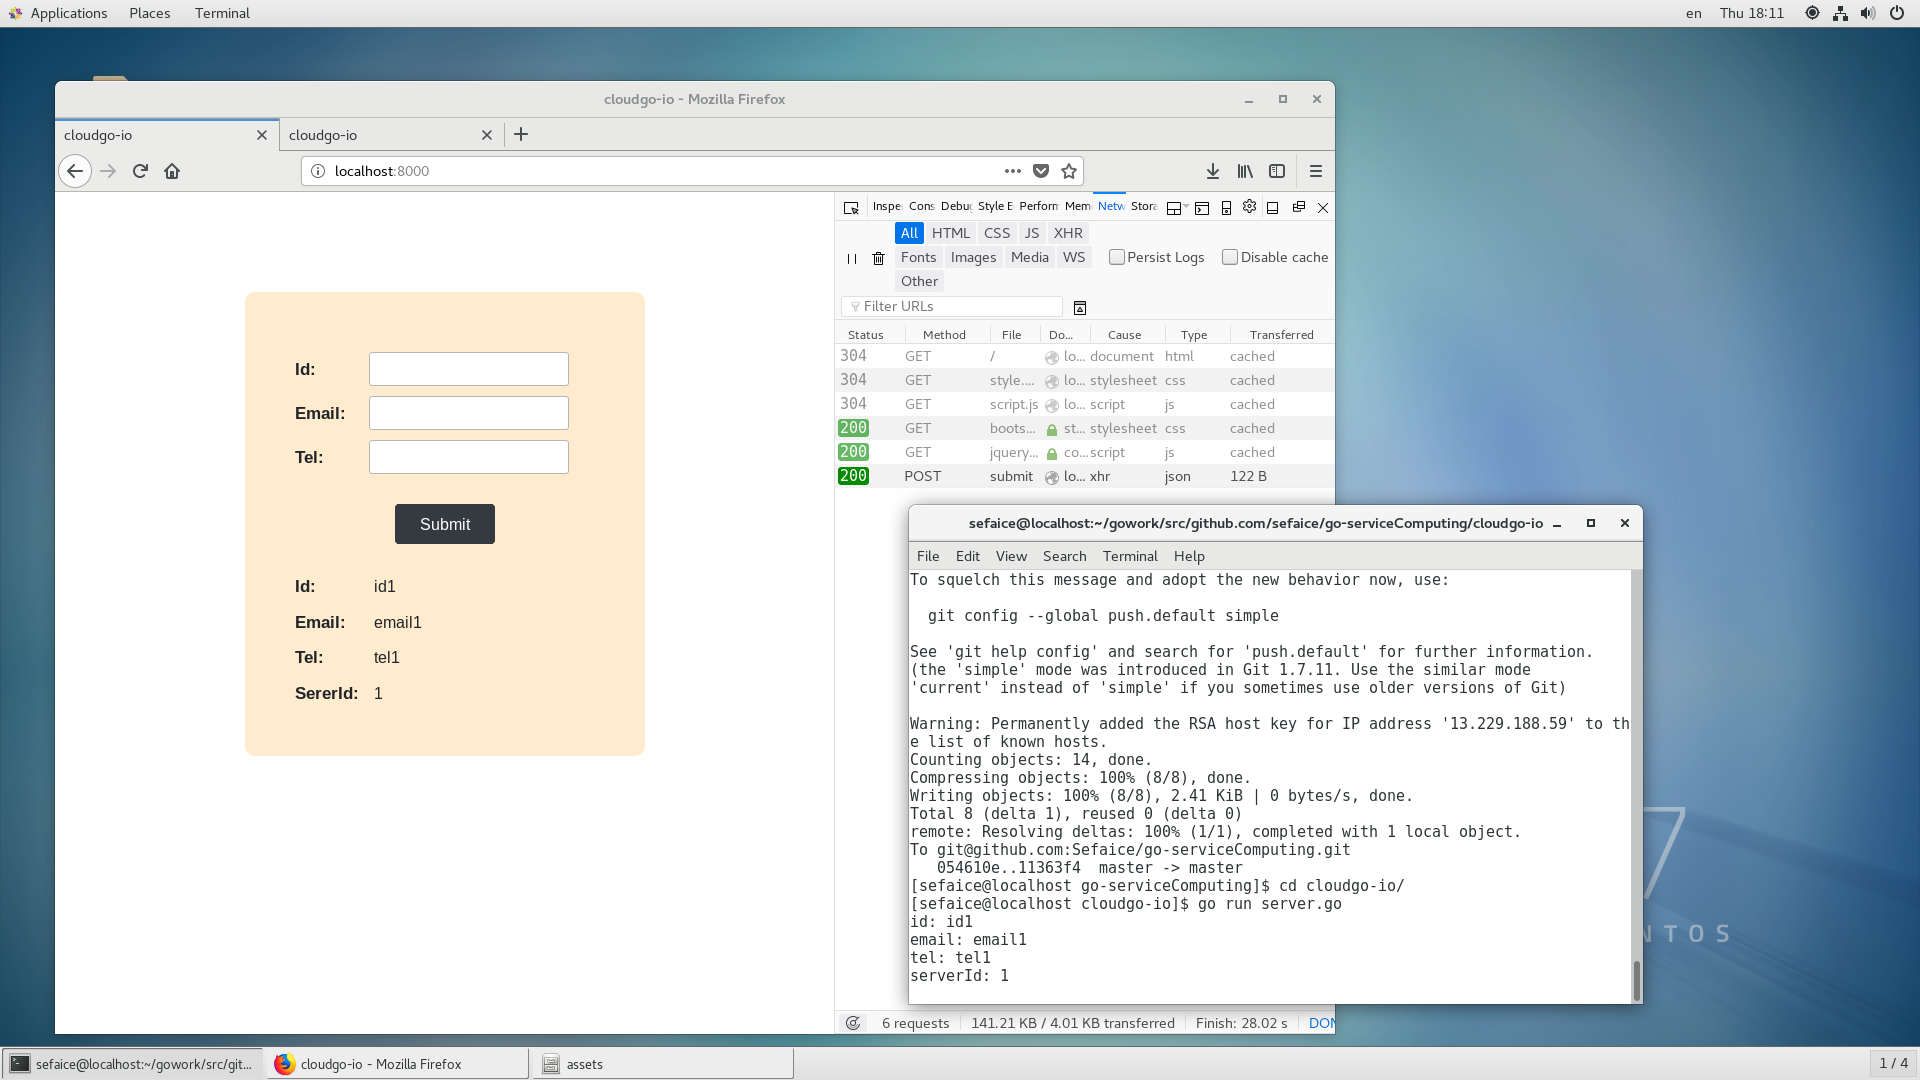 Applications Places Terminal
en Thu 18:11
cloudgo-io - Mozilla Firefox
cloudgo-io
cloudgo-io
localhost:8000
Id:
Email:
Tel:
Submit
Id: id1
Email: email1
Tel: tel1
SererId: 1
Inspe Cons Debug Style E Perform Mem Netw Stora
All HTML CSS JS XHR
Fonts Images Media WS Persist Logs Disable cache
Other
Filter URLs
Status Method File Do... Cause Type Transferred
304 GET / lo... document html cached
304 GET style.... lo... stylesheet css cached
304 GET script.js lo... script js cached
200 GET boots... st... stylesheet css cached
200 GET jquery... co... script js cached
200 POST submit lo... xhr json 122 B
6 requests 141.21 KB / 4.01 KB transferred Finish: 28.02 s DON
sefaice@localhost:~/gowork/src/github.com/sefaice/go-serviceComputing/cloudgo-io
File Edit View Search Terminal Help
To squelch this message and adopt the new behavior now, use:
git config --global push.default simple
See 'git help config' and search for 'push.default' for further information.
(the 'simple' mode was introduced in Git 1.7.11. Use the similar mode
'current' instead of 'simple' if you sometimes use older versions of Git)
Warning: Permanently added the RSA host key for IP address '13.229.188.59' to th
e list of known hosts.
Counting objects: 14, done.
Compressing objects: 100% (8/8), done.
Writing objects: 100% (8/8), 2.41 KiB | 0 bytes/s, done.
Total 8 (delta 1), reused 0 (delta 0)
remote: Resolving deltas: 100% (1/1), completed with 1 local object.
To git@github.com:Sefaice/go-serviceComputing.git
054610e..11363f4 master -> master
[sefaice@localhost go-serviceComputing]$ cd cloudgo-io/
[sefaice@localhost cloudgo-io]$ go run server.go
id: id1
email: email1
tel: tel1
serverId: 1
7
NTOS
sefaice@localhost:~/gowork/src/git...
cloudgo-io - Mozilla Firefox
assets
1 / 4